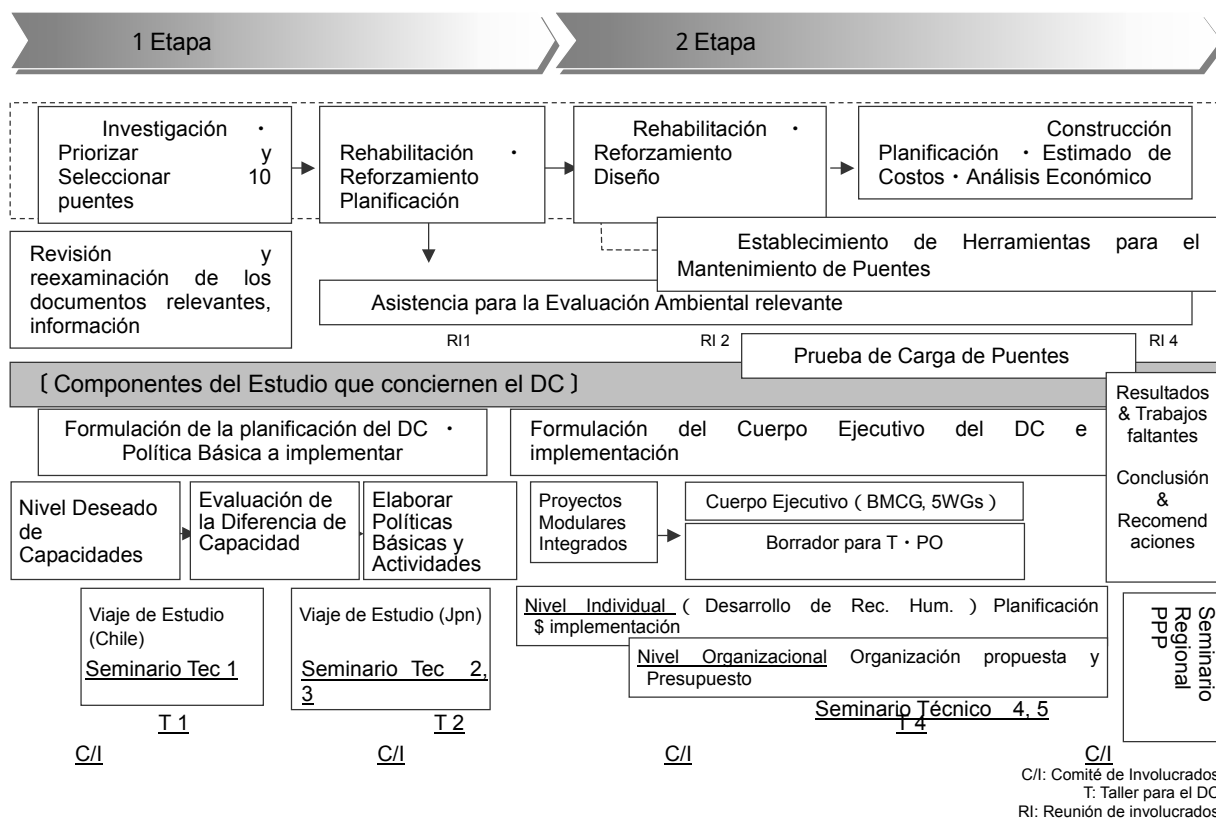 1 Etapa
2 Etapa
Investigación ・
Priorizar y
Seleccionar 10
puentes
Rehabilitación ・
Reforzamiento
Planificación
Rehabilitación ・
Reforzamiento
Diseño
Construcción
Planificación ・Estimado de
Costos・Análisis Económico
Revisión y
reexaminación de los
documentos relevantes,
información
Establecimiento de Herramientas para el
Mantenimiento de Puentes
Asistencia para la Evaluación Ambiental relevante
RI1
RI 2
RI 4
Prueba de Carga de Puentes
〔Componentes del Estudio que conciernen el DC〕
Resultados
& Trabajos
faltantes
Conclusión
&
Recomend
aciones
Formulación de la planificación del DC ・
Política Básica a implementar
Formulación del Cuerpo Ejecutivo del DC e
implementación
Nivel Deseado
de
Capacidades
Evaluación de
la Diferencia de
Capacidad
Elaborar
Políticas
Básicas y
Actividades
Proyectos
Modulares
Integrados
Cuerpo Ejecutivo ( BMCG, 5WGs )
Borrador para T・PO
Viaje de Estudio
(Chile)
Seminario Tec 1
Viaje de Estudio (Jpn)
Seminario Tec 2,
3
Nivel Individual ( Desarrollo de Rec. Hum. ) Planificación
$ implementación
Nivel Organizacional Organización propuesta y
Presupuesto
Seminario
Regional
PPP
Seminario Técnico 4, 5
T 1
T 2
T 4
C/I
C/I
C/I
C/I
C/I: Comité de Involucrados
T: Taller para el DC
RI: Reunión de involucrados